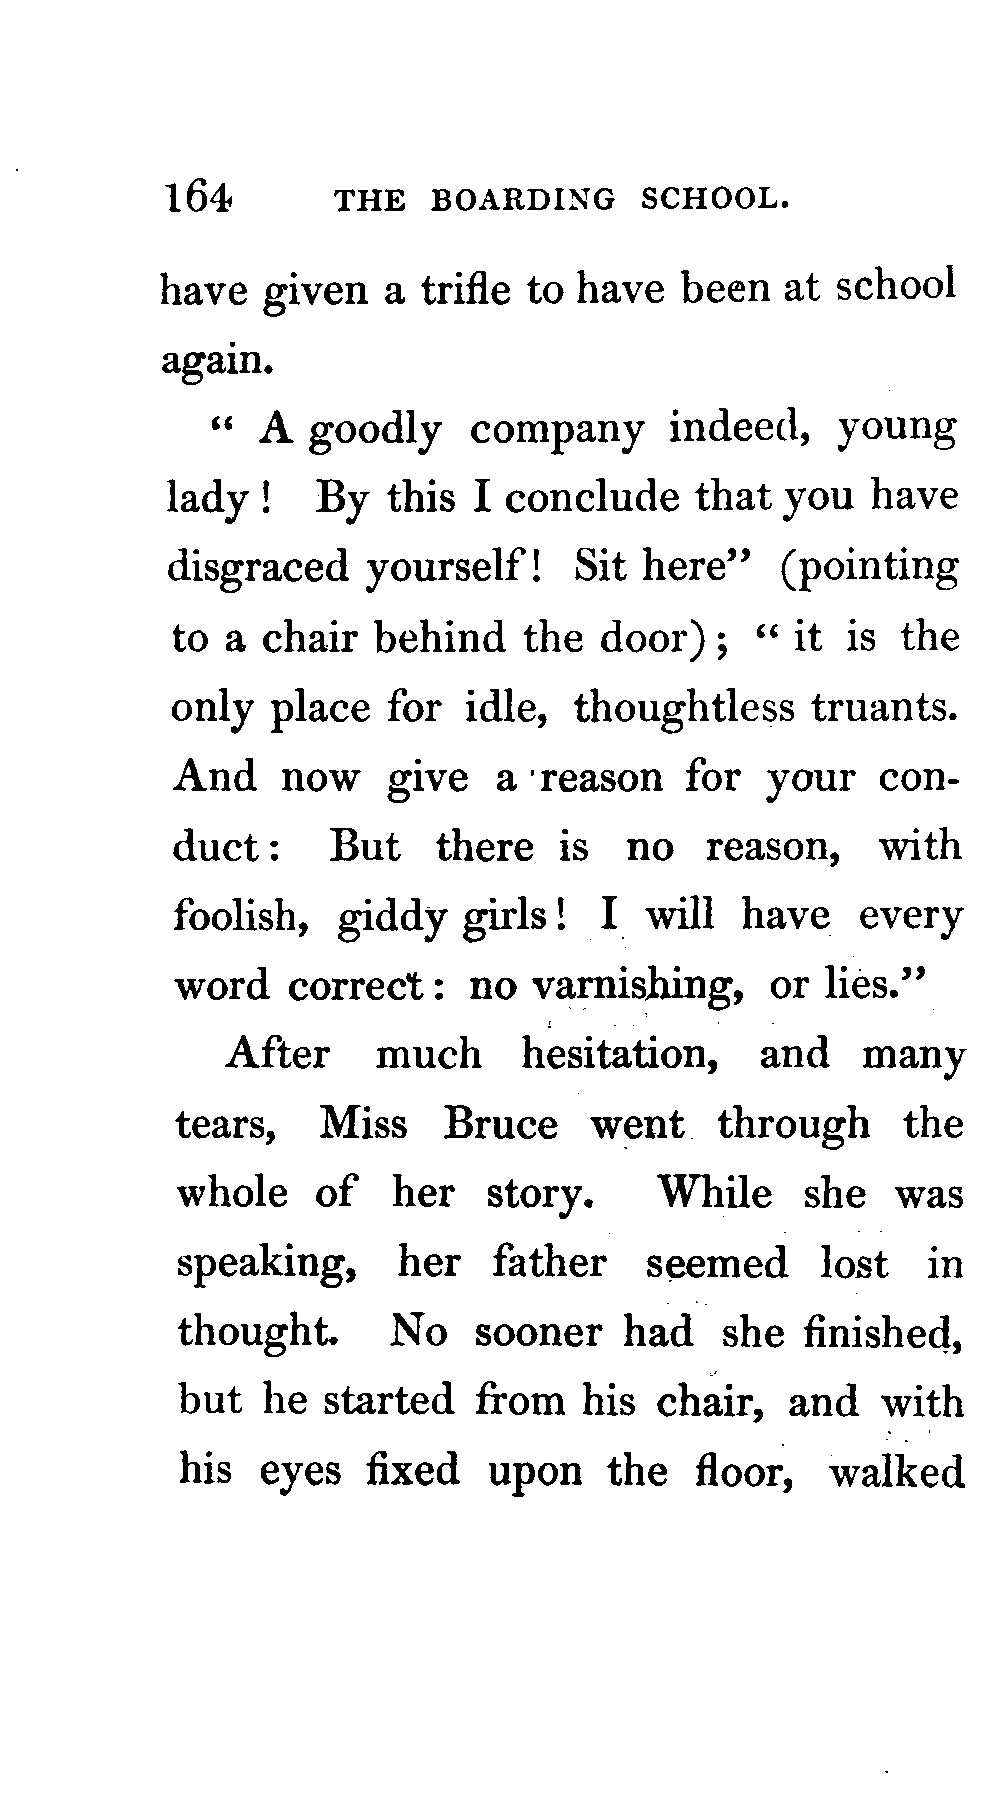 164 THE BOARDING SCHOOL.
have given a trifle to have been at school
again.
“ A goodly company indeed, young
lady ! By this I conclude that you have
disgraced yourself! Sit here” (pointing
to a chair behind the door) ; “ it is the
only place for idle, thoughtless truants.
And now give a reason for your con-
duct : But there is no reason, with
foolish, giddy girls ! I will have every
word correct : no varnishing, or lies.”
After much hesitation, and many
tears, Miss Bruce went through the
whole of her story. While she was
speaking, her father seemed lost in
thought. No sooner had she finished,
but he started from his chair, and with
his eyes fixed upon the floor, walked